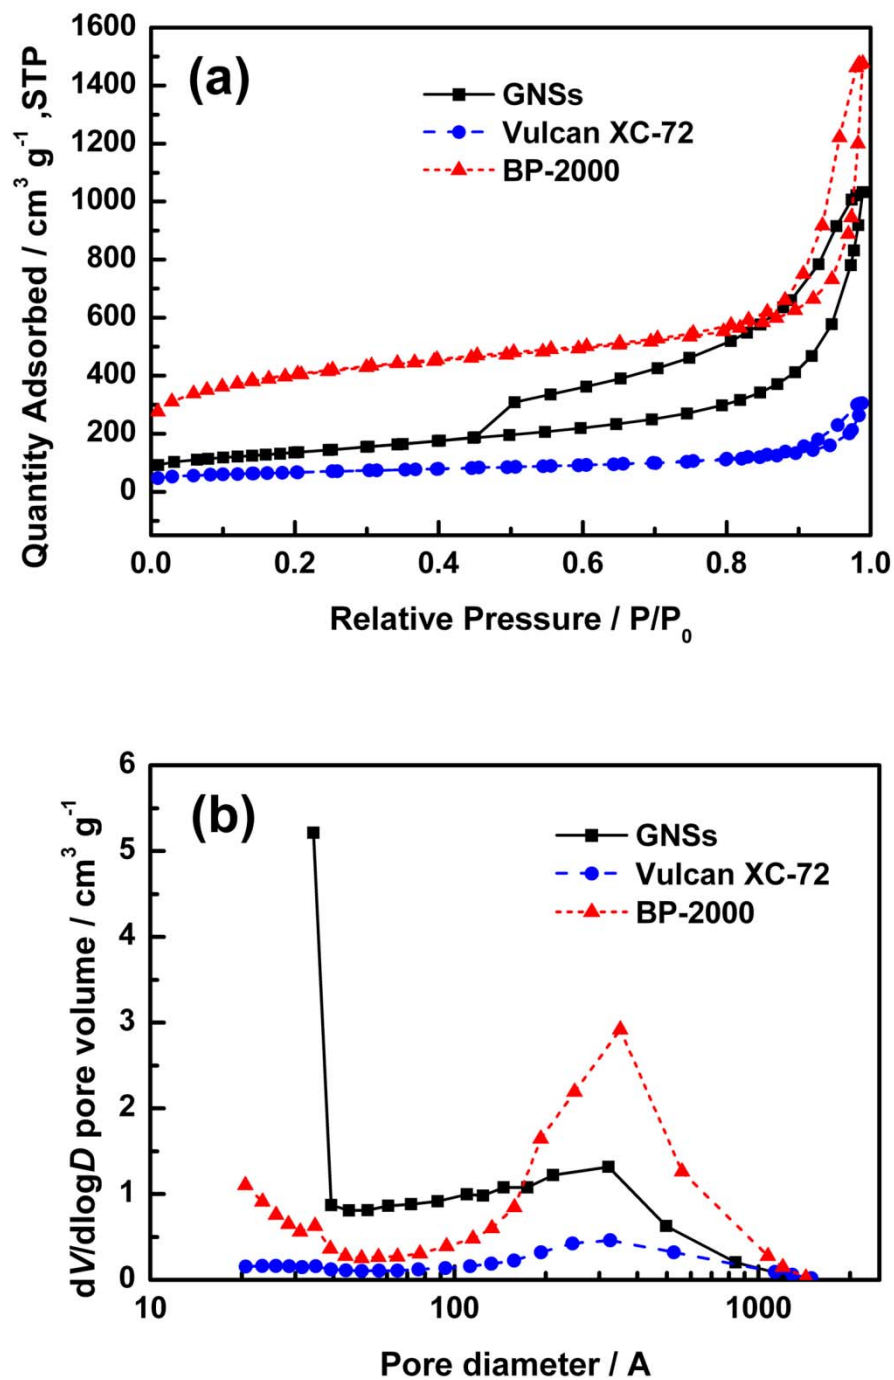 (a)
GNSs
Vulcan XC-72
BP-2000
Quantity Adsorbed / cm³ g⁻¹ ,STP
1600
1400
1200
1000
800
600
400
200
0
0.0 0.2 0.4 0.6 0.8 1.0
Relative Pressure / P/P₀
(b)
GNSs
Vulcan XC-72
BP-2000
dV/dlogD pore volume / cm³ g⁻¹
6
5
4
3
2
1
0
10 100 1000
Pore diameter / A